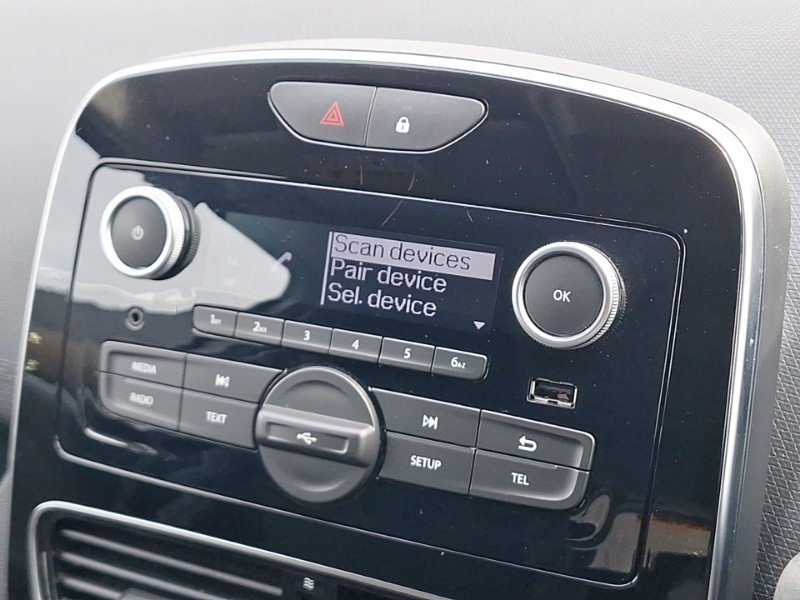 Scan devices
Pair device
Sel. device
OK
1
2
3
4
5
6
MEDIA
RADIO
TEXT
SETUP
TEL